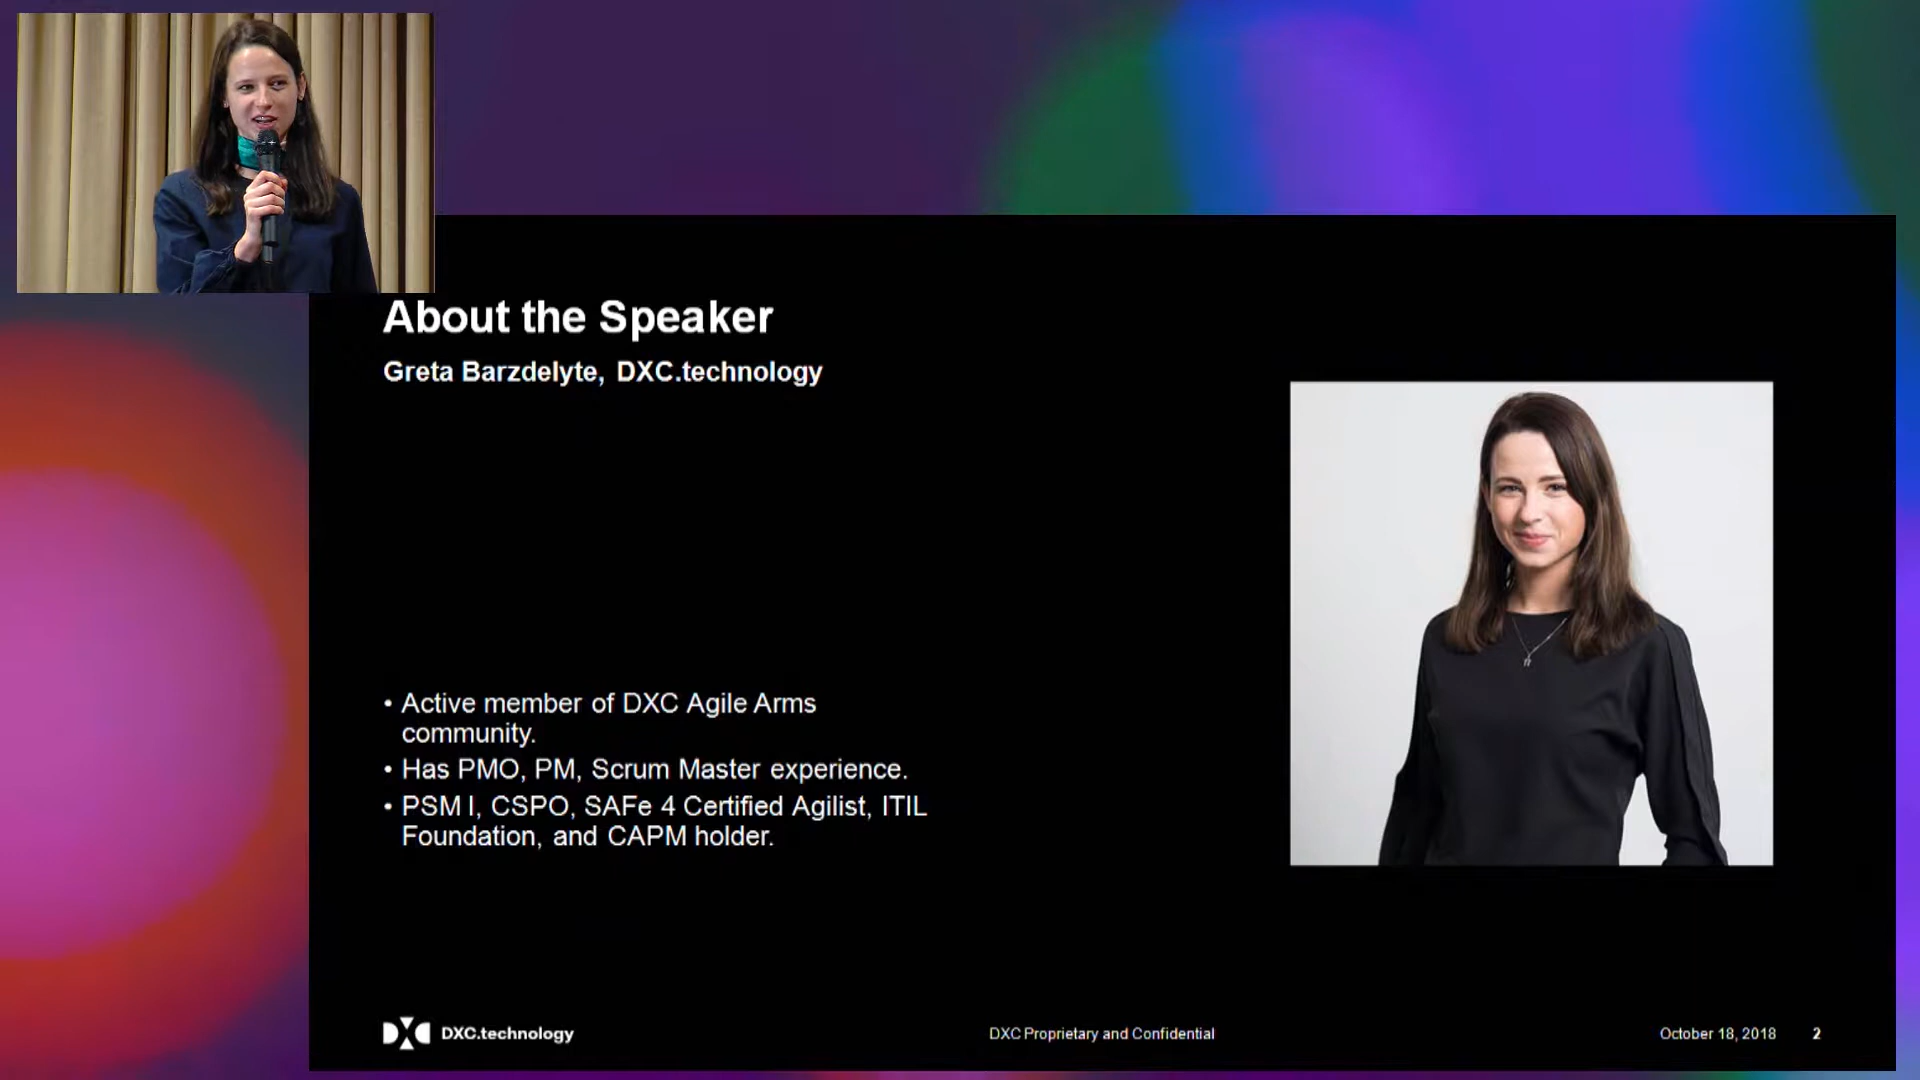 About the Speaker
Greta Barzdelyte, DXC.technology
• Active member of DXC Agile Arms
community.
• Has PMO, PM, Scrum Master experience.
• PSM I, CSPO, SAFe 4 Certified Agilist, ITIL
Foundation, and CAPM holder.
DXC.technology
DXC Proprietary and Confidential
October 18, 2018
2